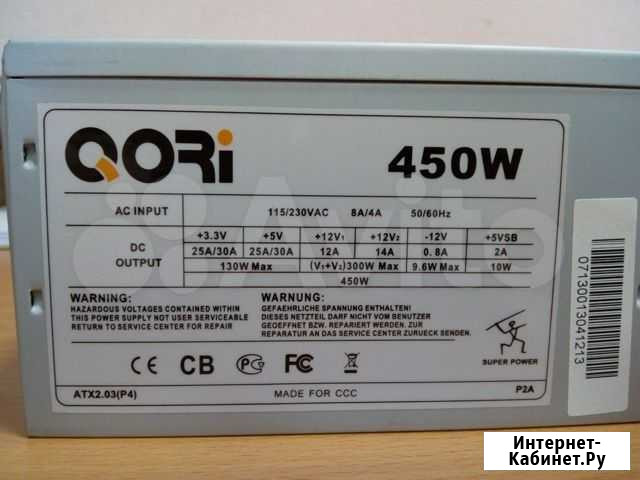 QORi
450W
AC INPUT 115/230VAC 8A/4A 50/60Hz
DC OUTPUT +3.3V +5V +12V1 +12V2 -12V +5VSB
25A/30A 25A/30A 12A 14A 0.8A 2A
130W Max (V1+V2)300W Max 9.6W Max 10W
450W
WARNING:
HAZARDOUS VOLTAGES CONTAINED WITHIN
THIS POWER SUPPLY NOT USER SERVICEABLE
RETURN TO SERVICE CENTER FOR REPAIR
WARNUNG:
GEFAEHRLICHE SPANNUNG ENTHALTEN!
DIESES NETZTEIL DARF NICHT VOM BENUTZER
GEOEFFNET BZW. REPARIERT WERDEN. ZUR
REPARATUR AN DAS SERVICE CENTER ZURUECK SENDEN.
CE CB РСТ FC
SUPER POWER
ATX2.03(P4) MADE FOR CCC P2A
07130013041213
Avito
Интернет-
Кабинет.Ру